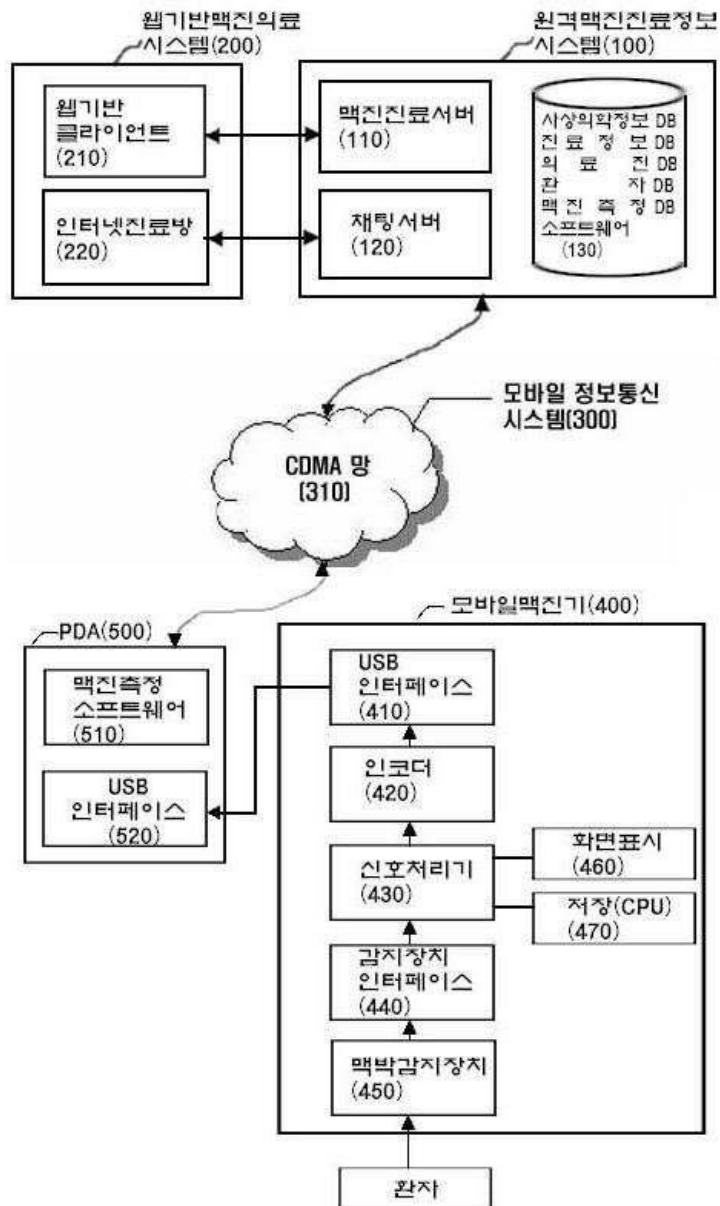 웹기반맥진의료
시스템(200)
원격맥진진료정보
시스템(100)
웹기반
클라이언트
(210)
인터넷진료방
(220)
맥진진료서버
(110)
채팅서버
(120)
사상의학정보 DB
진 료 정 보 DB
의 료 진 DB
환 자 DB
맥 진 측 정 DB
소프트웨어
(130)
모바일 정보통신
시스템(300)
CDMA 망
(310)
PDA(500)
맥진측정
소프트웨어
(510)
USB
인터페이스
(520)
모바일맥진기(400)
USB
인터페이스
(410)
인코더
(420)
신호처리기
(430)
화면표시
(460)
저장(CPU)
(470)
감지장치
인터페이스
(440)
맥박감지장치
(450)
환자